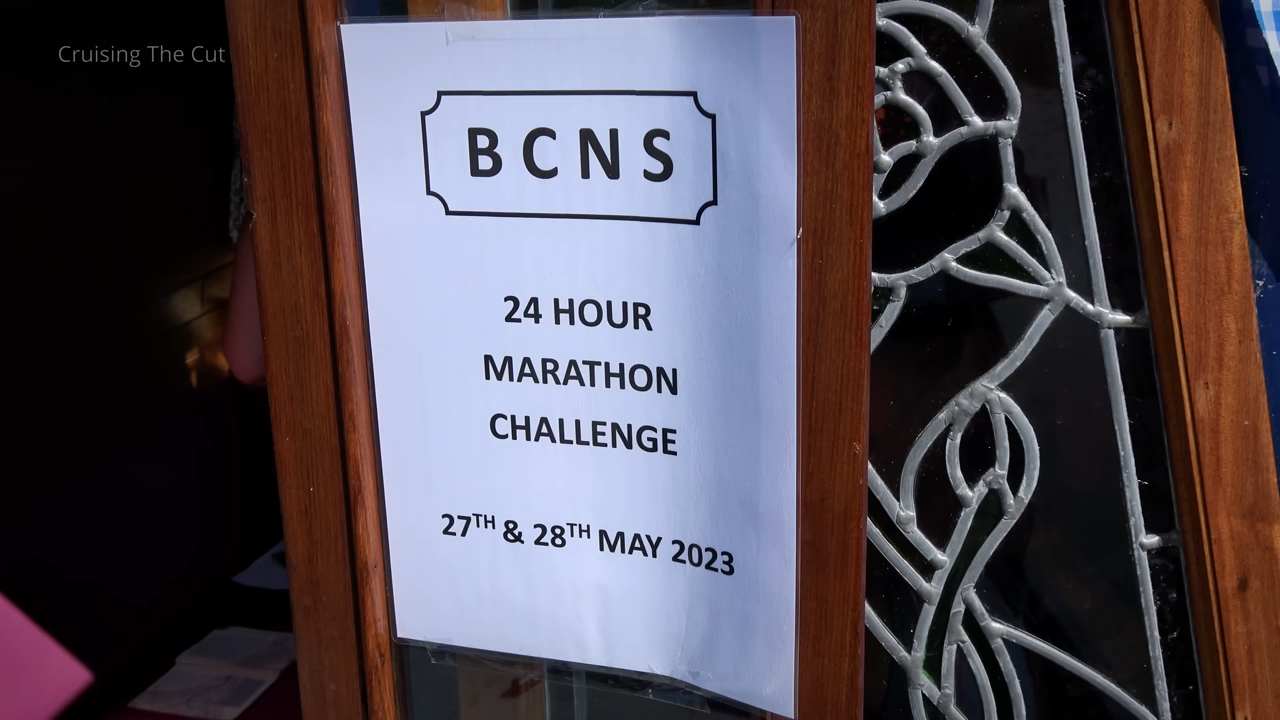 Cruising The Cut
BCNS
24 HOUR
MARATHON
CHALLENGE
27TH & 28TH MAY 2023